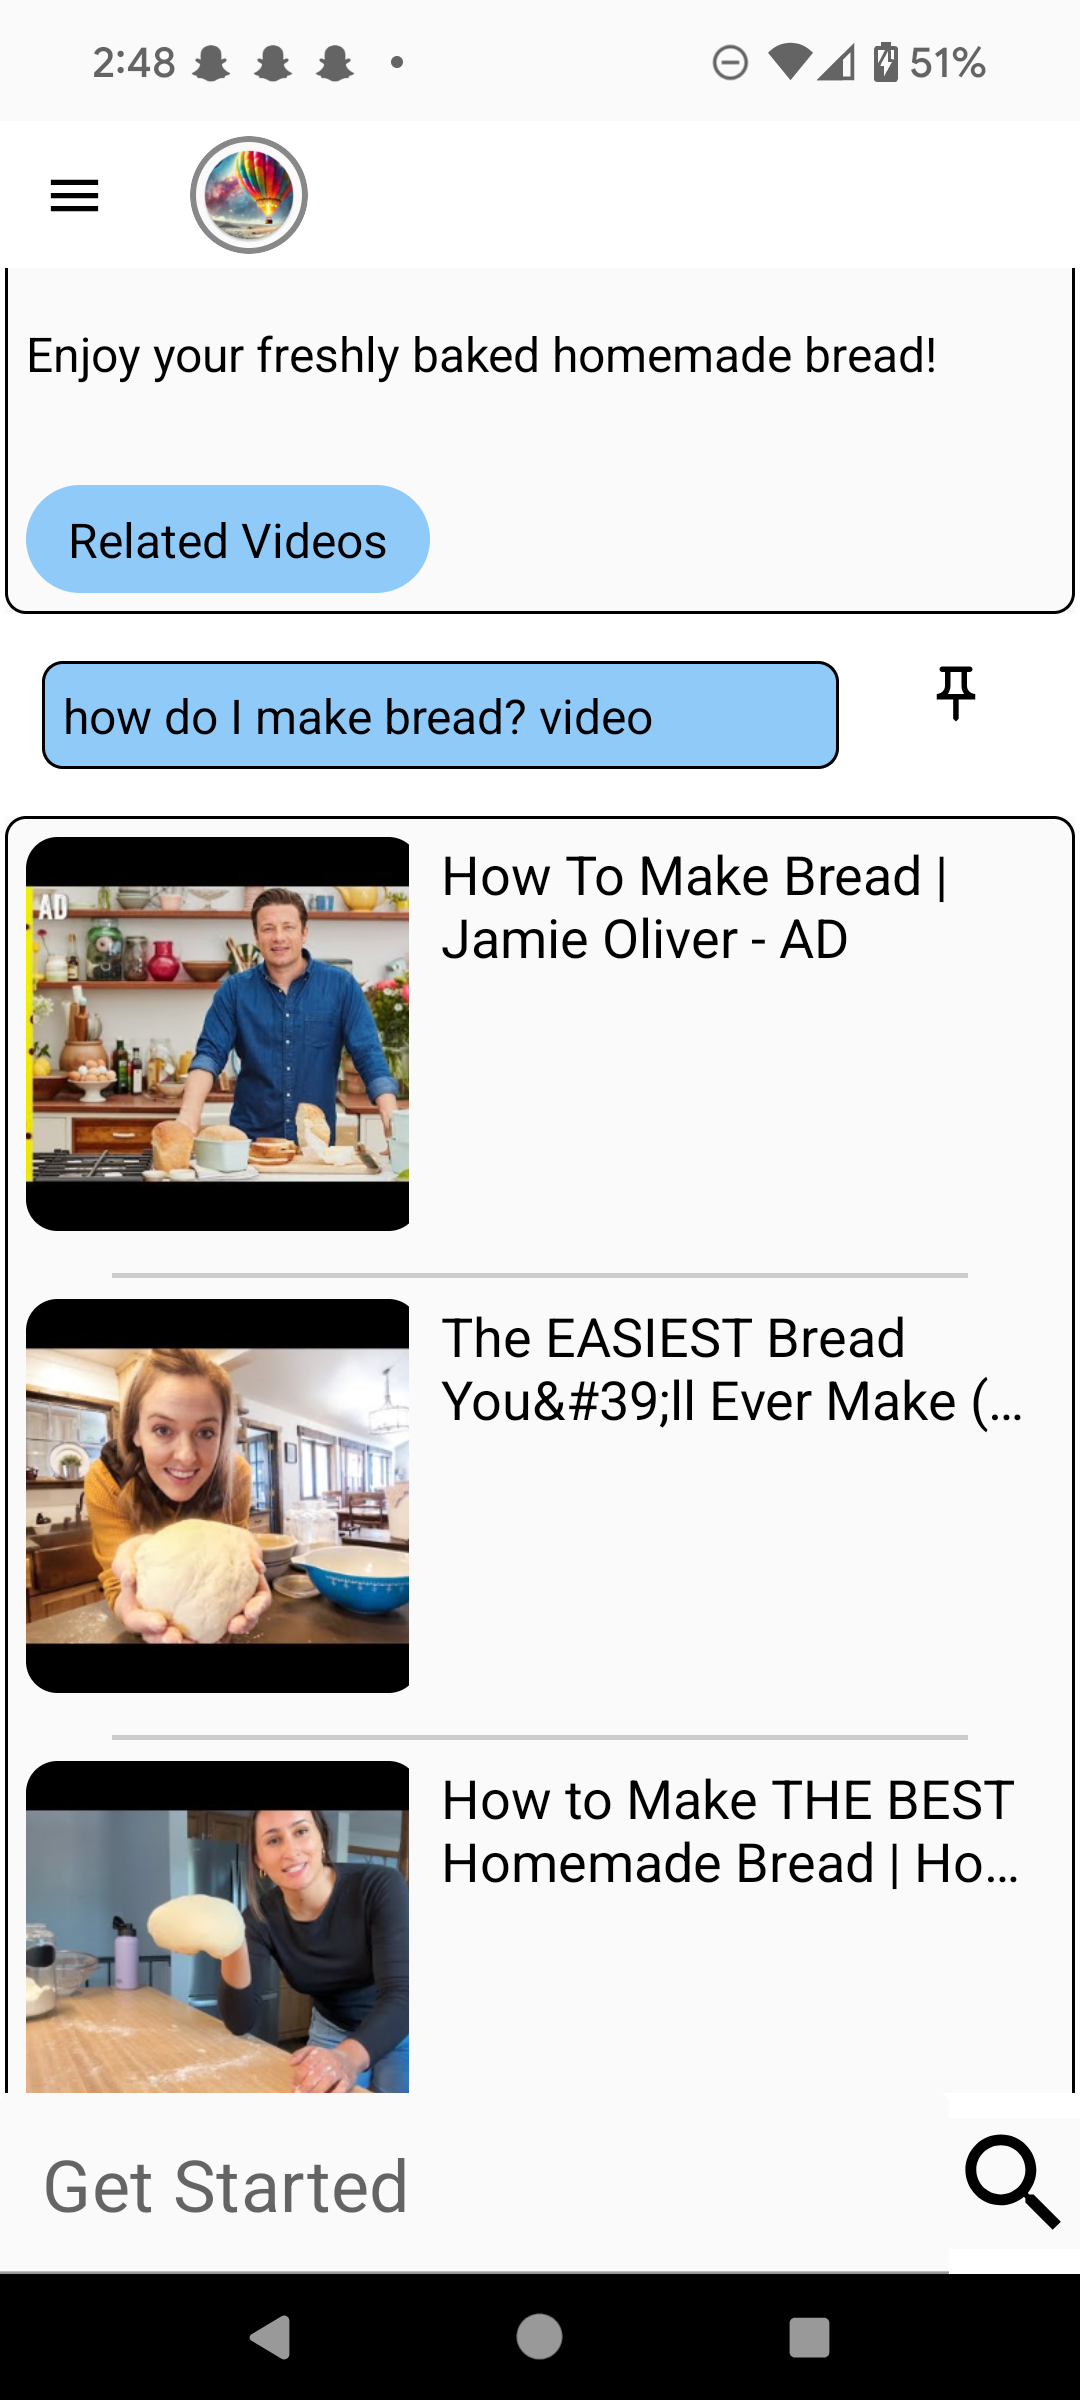 2:48
51%
Enjoy your freshly baked homemade bread!
Related Videos
how do I make bread? video
AD
How To Make Bread |
Jamie Oliver - AD
The EASIEST Bread
You&#39;ll Ever Make (...
How to Make THE BEST
Homemade Bread | Ho...
Get Started